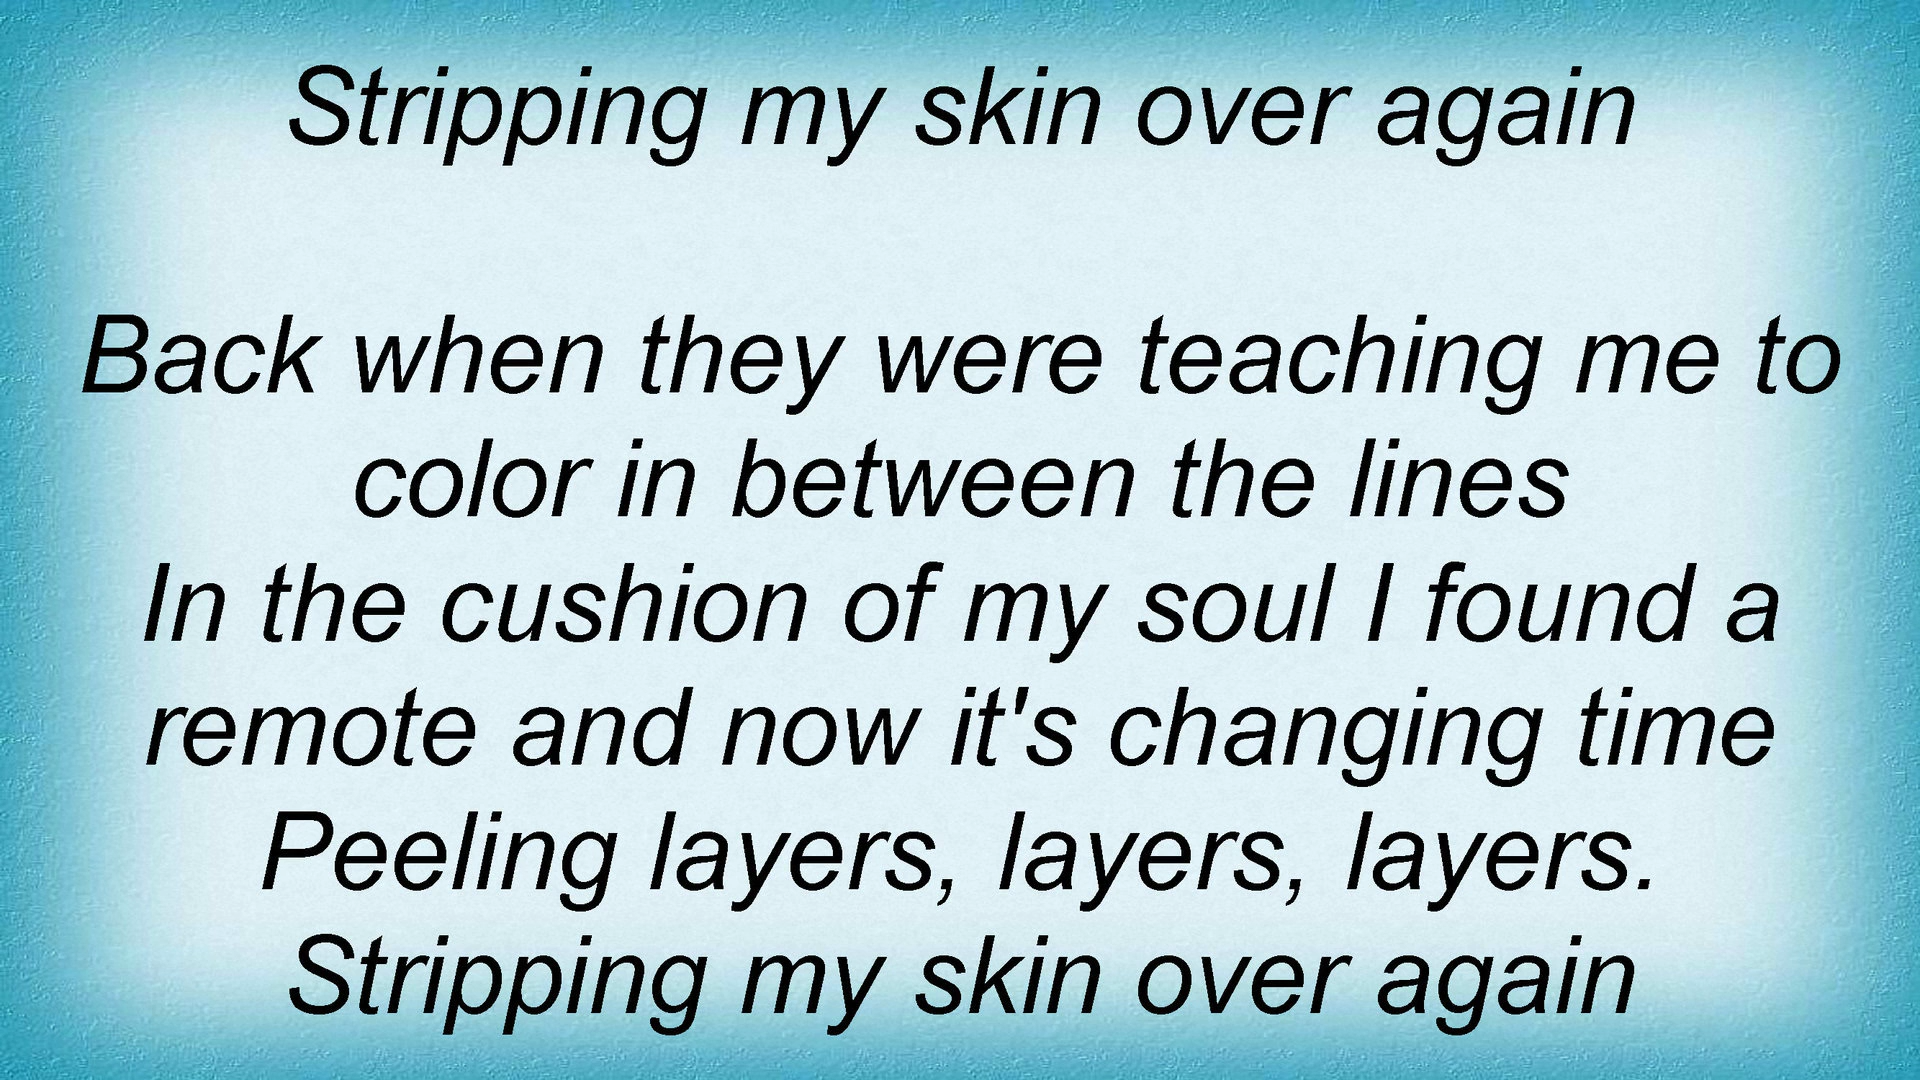 Stripping my skin over again
Back when they were teaching me to
color in between the lines
In the cushion of my soul I found a
remote and now it's changing time
Peeling layers, layers, layers.
Stripping my skin over again